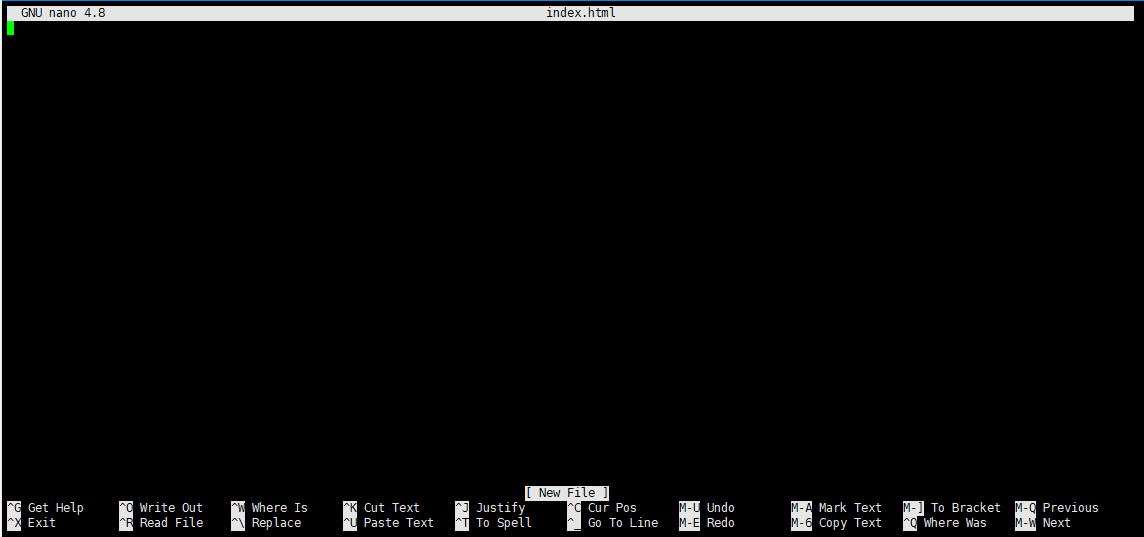 GNU nano 4.8 index.html
[ New File ]
^G Get Help ^O Write Out ^W Where Is ^K Cut Text ^J Justify ^C Cur Pos M-U Undo M-A Mark Text M-] To Bracket M-Q Previous
^X Exit ^R Read File ^\ Replace ^U Paste Text ^T To Spell ^_ Go To Line M-E Redo M-6 Copy Text ^Q Where Was M-W Next